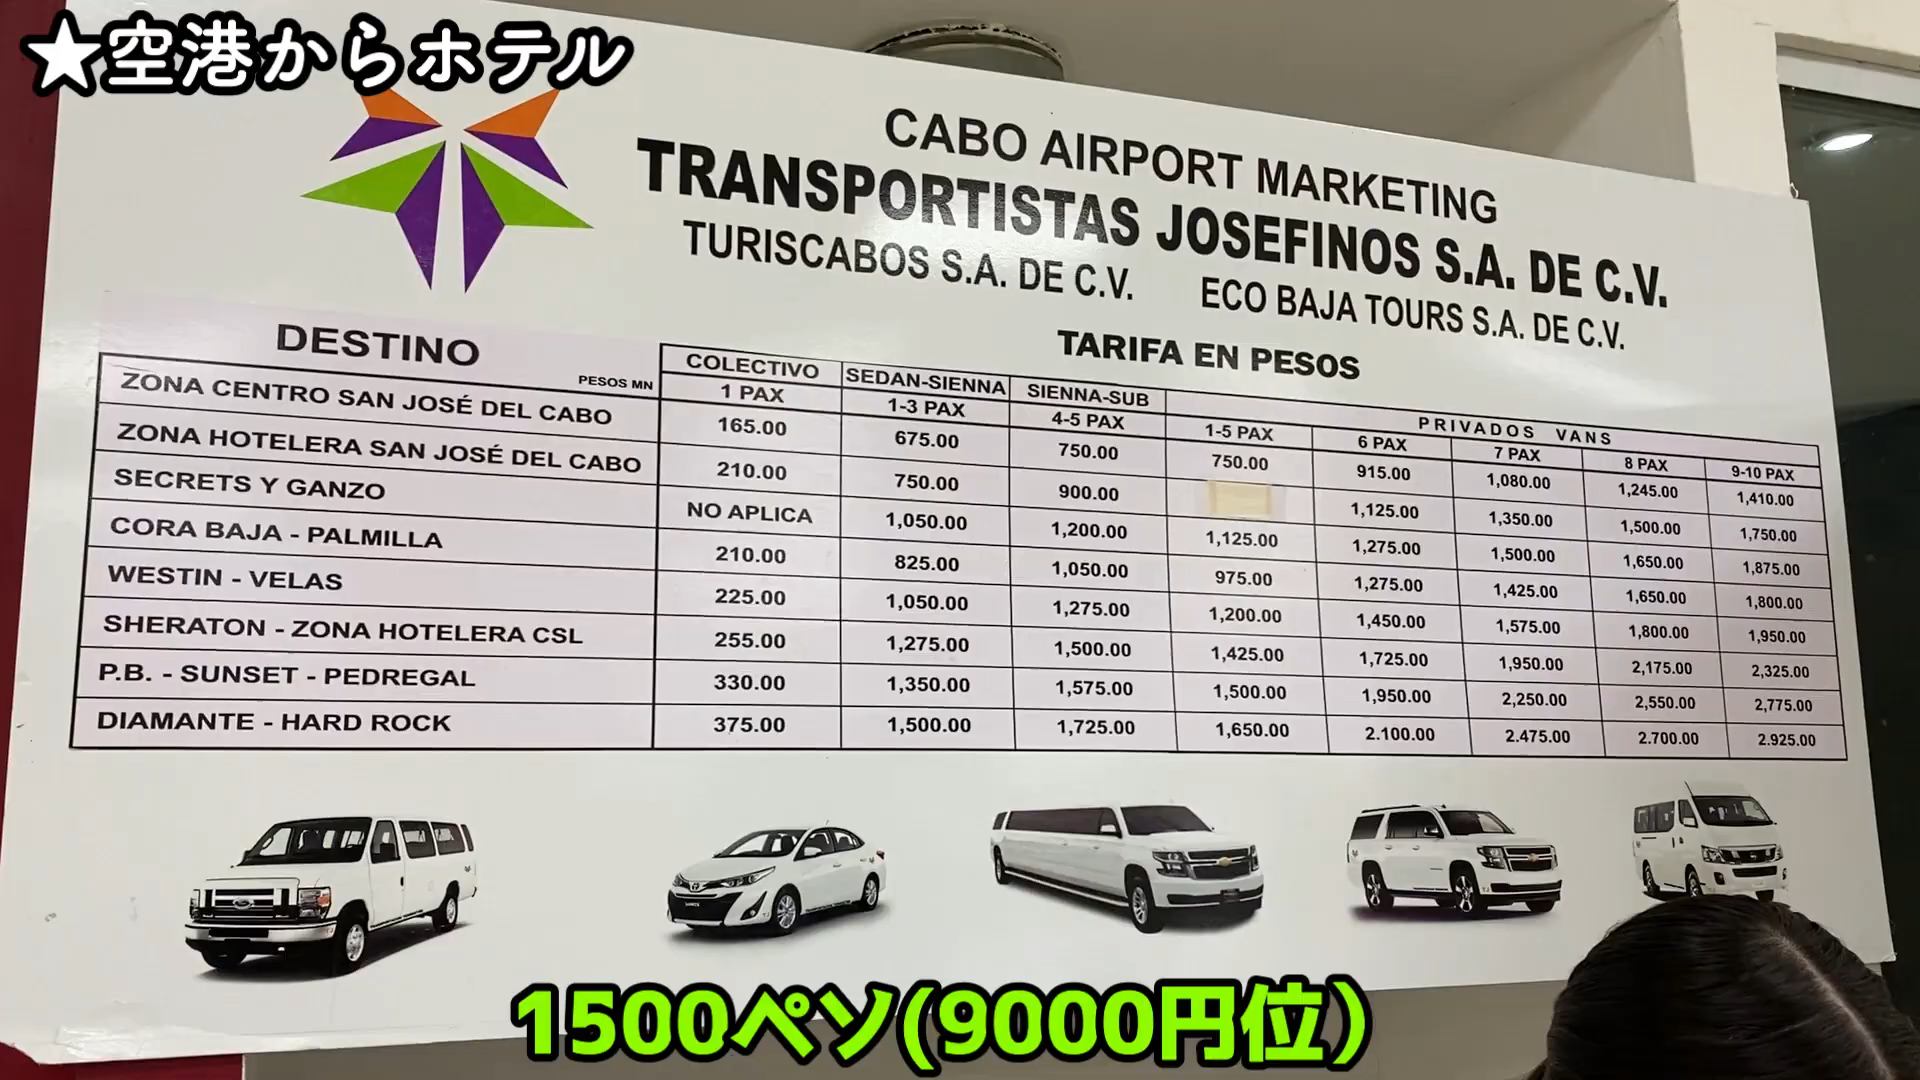 ★空港からホテル
CABO AIRPORT MARKETING
TRANSPORTISTAS JOSEFINOS S.A. DE C.V.
TURISCABOS S.A. DE C.V. ECO BAJA TOURS S.A. DE C.V.
TARIFA EN PESOS
DESTINO PESOS MN COLECTIVO SEDAN-SIENNA SIENNA-SUB PRIVADOS VANS
1 PAX 1-3 PAX 4-5 PAX 1-5 PAX 6 PAX 7 PAX 8 PAX 9-10 PAX
ZONA CENTRO SAN JOSÉ DEL CABO 165.00 675.00 750.00 750.00 915.00 1,080.00 1,245.00 1,410.00
ZONA HOTELERA SAN JOSÉ DEL CABO 210.00 750.00 900.00 1,125.00 1,350.00 1,500.00 1,750.00
SECRETS Y GANZO NO APLICA 1,050.00 1,200.00 1,125.00 1,275.00 1,500.00 1,650.00 1,875.00
CORA BAJA - PALMILLA 210.00 825.00 1,050.00 975.00 1,275.00 1,425.00 1,650.00 1,800.00
WESTIN - VELAS 225.00 1,050.00 1,275.00 1,200.00 1,450.00 1,575.00 1,800.00 1,950.00
SHERATON - ZONA HOTELERA CSL 255.00 1,275.00 1,500.00 1,425.00 1,725.00 1,950.00 2,175.00 2,325.00
P.B. - SUNSET - PEDREGAL 330.00 1,350.00 1,575.00 1,500.00 1,950.00 2,250.00 2,550.00 2,775.00
DIAMANTE - HARD ROCK 375.00 1,500.00 1,725.00 1,650.00 2.100.00 2.475.00 2.700.00 2.925.00
1500ペソ(9000円位)